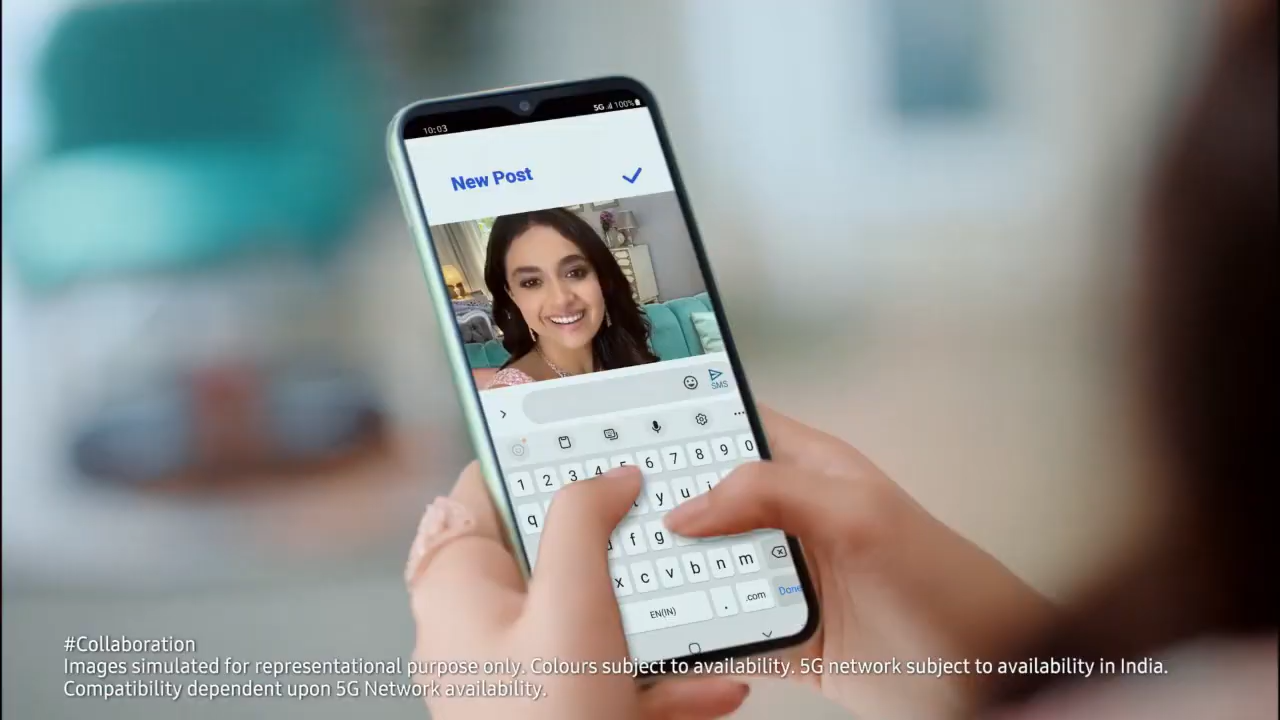 10:03
5G 100%
New Post
SMS
1 2 3 4 5 6 7 8 9 0
q t y u i
f g
x c v b n m
EN(IN) . .com Done
#Collaboration
Images simulated for representational purpose only. Colours subject to availability. 5G network subject to availability in India.
Compatibility dependent upon 5G Network availability.